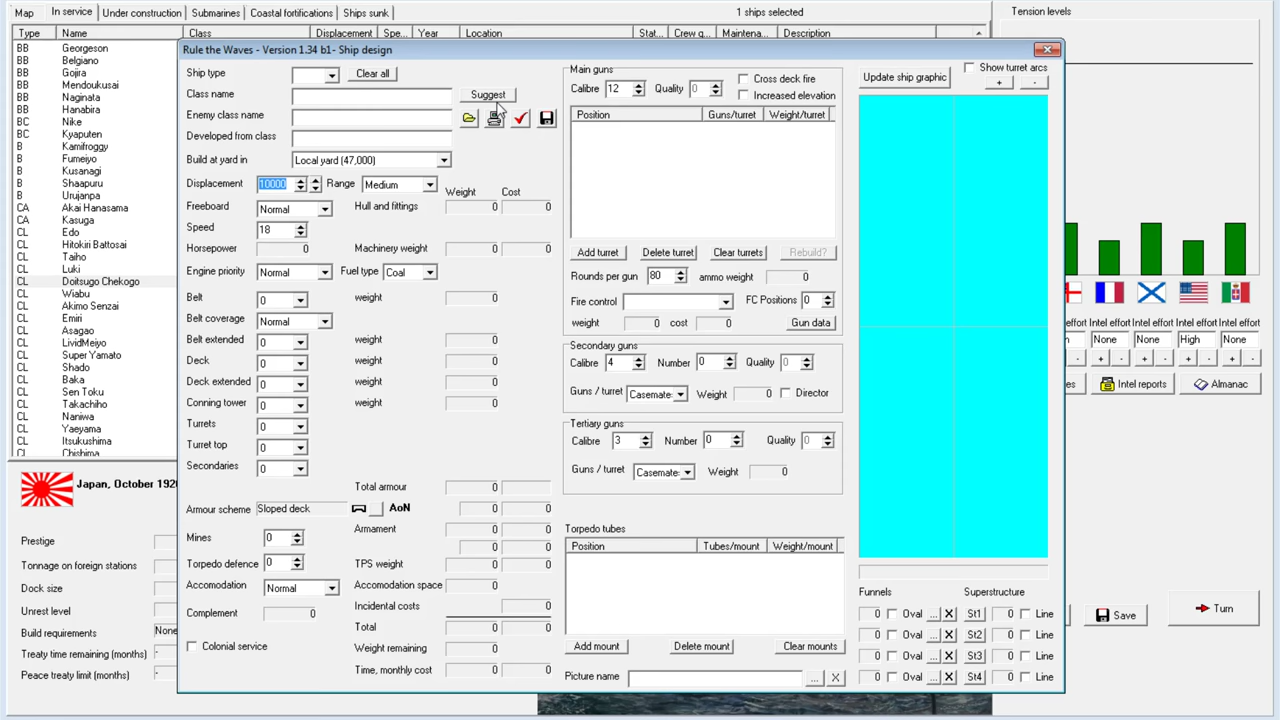 Map In service Under construction Submarines Coastal fortifications Ships sunk 1 ships selected Tension levels
Type Name Class Displacement Spe... Year Location Stat... Crew q... Maintena... Description
BB Georgeson
BB Belgiano
BB Gojira
BB Mendoukusai
BB Naginata
BB Hanabira
BC Nike
BC Kyaputen
B Kamifroggy
B Fumeiyo
B Kusanagi
B Shaapuru
B Urujanpa
CA Akai Hanasama
CA Kasuga
CL Edo
CL Hitokiri Battosai
CL Taiho
CL Luki
CL Doitsugo Chekogo
CL Wiabu
CL Akimo Senzai
CL Emiri
CL Asagao
CL LividMeiyo
CL Super Yamato
CL Shado
CL Baka
CL Sen Toku
CL Takachiho
CL Naniwa
CL Yaeyama
CL Itsukushima
CL Chishima
Japan, October 1920
Prestige
Tonnage on foreign stations
Dock size
Unrest level
Build requirements None
Treaty time remaining (months) -
Peace treaty limit (months) -
Rule the Waves - Version 1.34 b1- Ship design
Ship type Clear all
Class name Suggest
Enemy class name
Developed from class
Build at yard in Local yard (47,000)
Displacement 10000 Range Medium Weight Cost
Freeboard Normal Hull and fittings 0 0
Speed 18
Horsepower 0 Machinery weight 0 0
Engine priority Normal Fuel type Coal
Belt 0 weight 0
Belt coverage Normal
Belt extended 0 weight 0
Deck 0 weight 0
Deck extended 0 weight 0
Conning tower 0 weight 0
Turrets 0
Turret top 0
Secondaries 0
Total armour 0
Armour scheme Sloped deck AoN 0 0
Mines 0 Armament 0 0
0 0
Torpedo defence 0 TPS weight 0 0
Accomodation Normal Accomodation space 0
Complement 0 Incidental costs 0
Total 0 0
Colonial service Weight remaining 0
Time, monthly cost 0 0
Main guns
Calibre 12 Quality 0 Cross deck fire
Increased elevation
Position Guns/turret Weight/turret
Add turret Delete turret Clear turrets Rebuild?
Rounds per gun 80 ammo weight 0
Fire control FC Positions 0
weight 0 cost 0 Gun data
Secondary guns
Calibre 4 Number 0 Quality 0
Guns / turret Casemate: Weight 0 Director
Tertiary guns
Calibre 3 Number 0 Quality 0
Guns / turret Casemate: Weight 0
Torpedo tubes
Position Tubes/mount Weight/mount
Add mount Delete mount Clear mounts
Picture name ... X
Update ship graphic Show turret arcs
+ -
Funnels Superstructure
0 Oval ... X St1 0 Line
0 Oval ... X St2 0 Line
0 Oval ... X St3 0 Line
0 Oval ... X St4 0 Line
effort Intel effort Intel effort Intel effort Intel effort
None None High None
- + - + - + - + -
es Intel reports Almanac
Save Turn